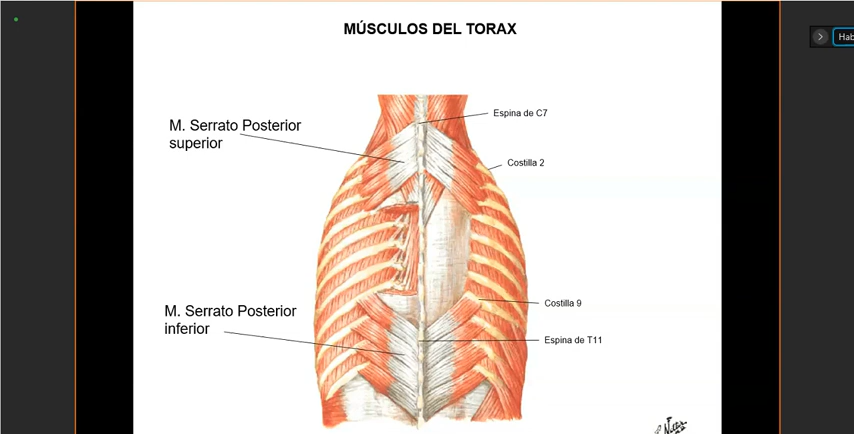 MÚSCULOS DEL TORAX
Hab
Espina de C7
M. Serrato Posterior
superior
Costilla 2
Costilla 9
M. Serrato Posterior
inferior
Espina de T11